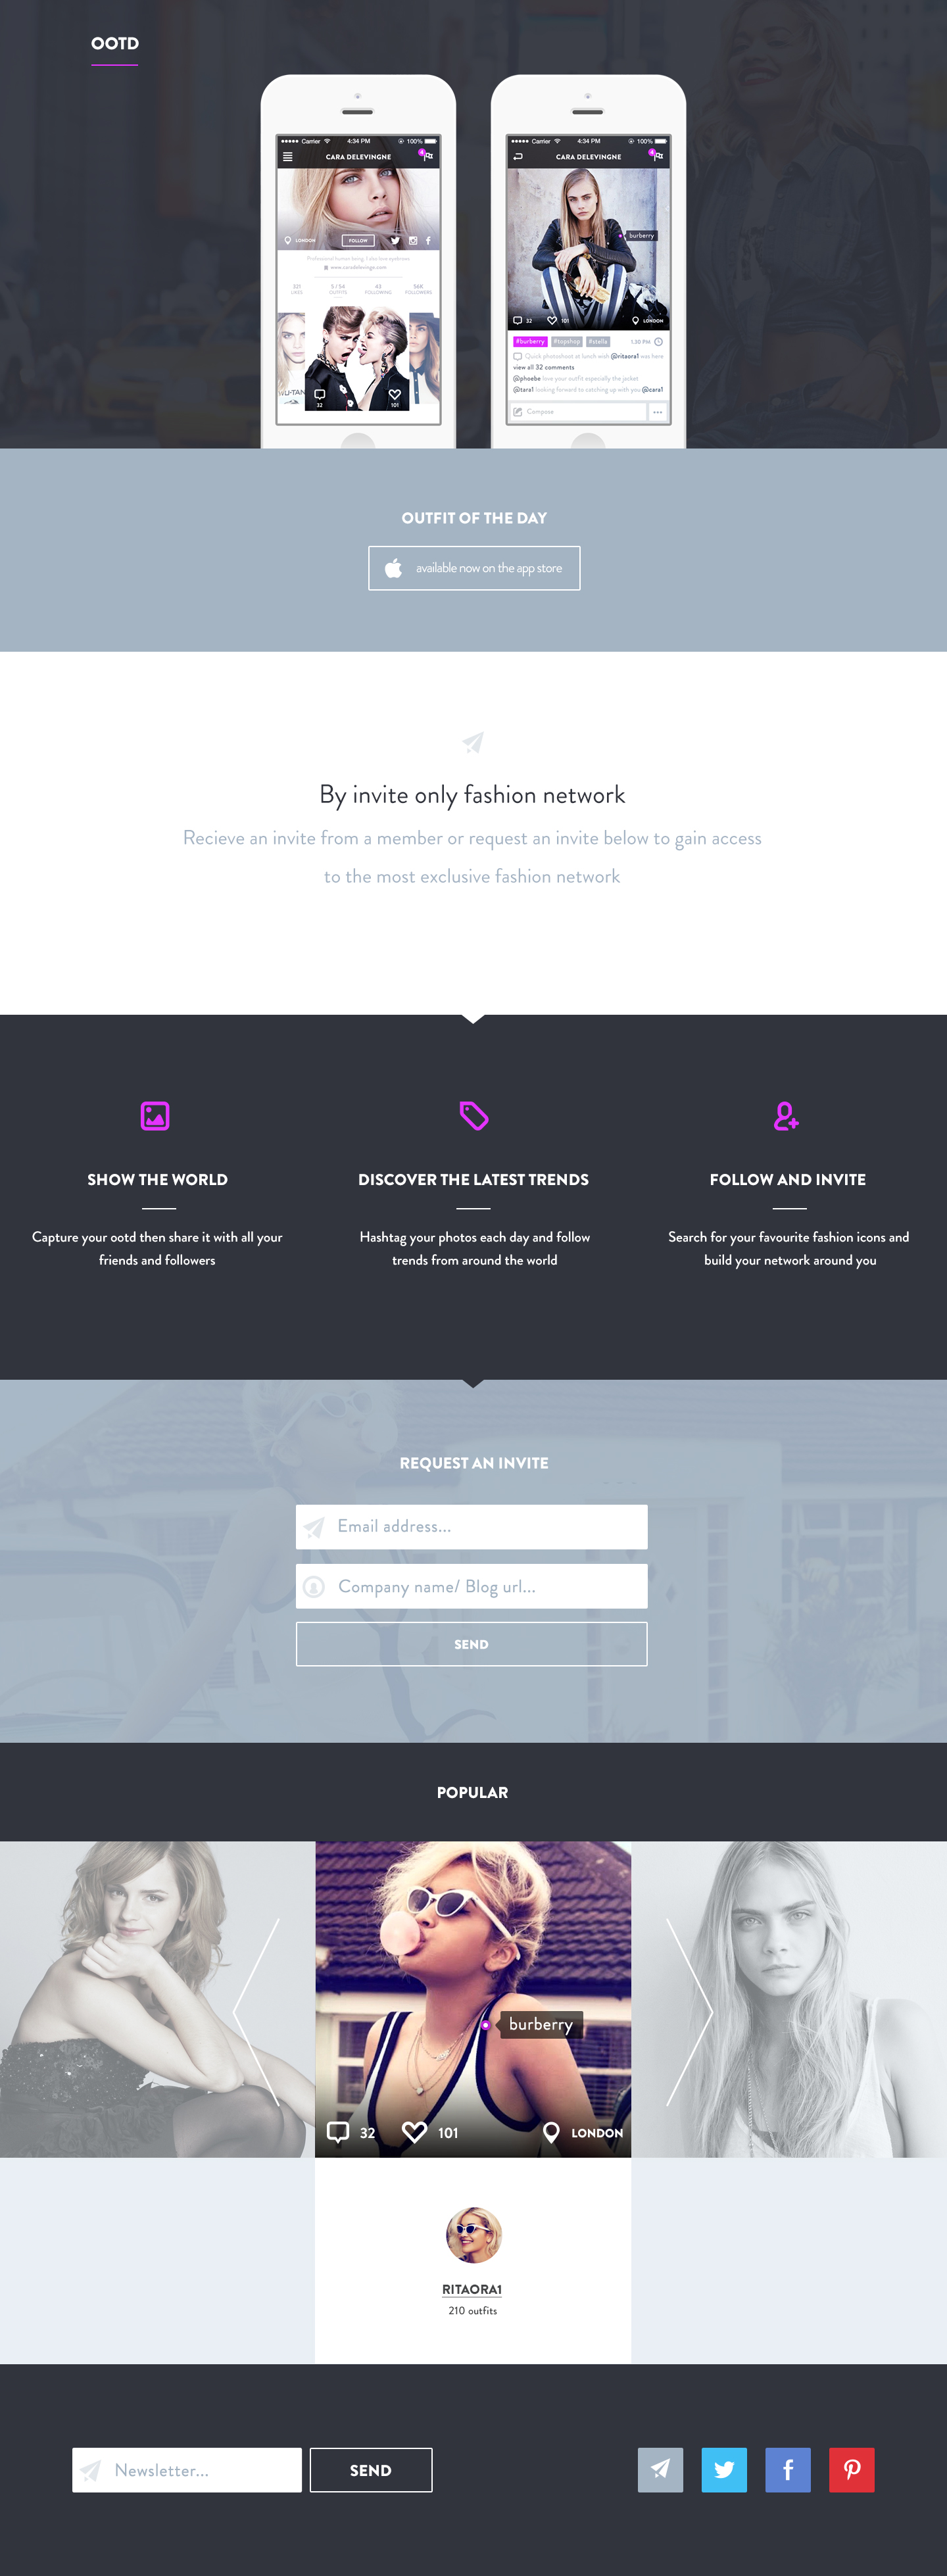 OOTD
Carrier 4:34 PM 100%
CARA DELEVINGNE
4
LONDON FOLLOW
Professional human being. I also love eyebrows
www.caradelevingne.com
321 5 / 54 43 56K
LIKES OUTFITS FOLLOWING FOLLOWERS
WU-TAN
32 101
Carrier 4:34 PM 100%
CARA DELEVINGNE
4
burberry
32 101 LONDON
#burberry #topshop #stella 1:30 PM
Quick photoshoot at lunch wish @ritaora1 was here
view all 32 comments
@phoebe love your outfit especially the jacket
@tara1 looking forward to catching up with you @cara1
Compose
OUTFIT OF THE DAY
available now on the app store
By invite only fashion network
Recieve an invite from a member or request an invite below to gain access
to the most exclusive fashion network
SHOW THE WORLD
Capture your ootd then share it with all your
friends and followers
DISCOVER THE LATEST TRENDS
Hashtag your photos each day and follow
trends from around the world
FOLLOW AND INVITE
Search for your favourite fashion icons and
build your network around you
REQUEST AN INVITE
Email address...
Company name/ Blog url...
SEND
POPULAR
burberry
32 101 LONDON
RITAORA1
210 outfits
Newsletter...
SEND